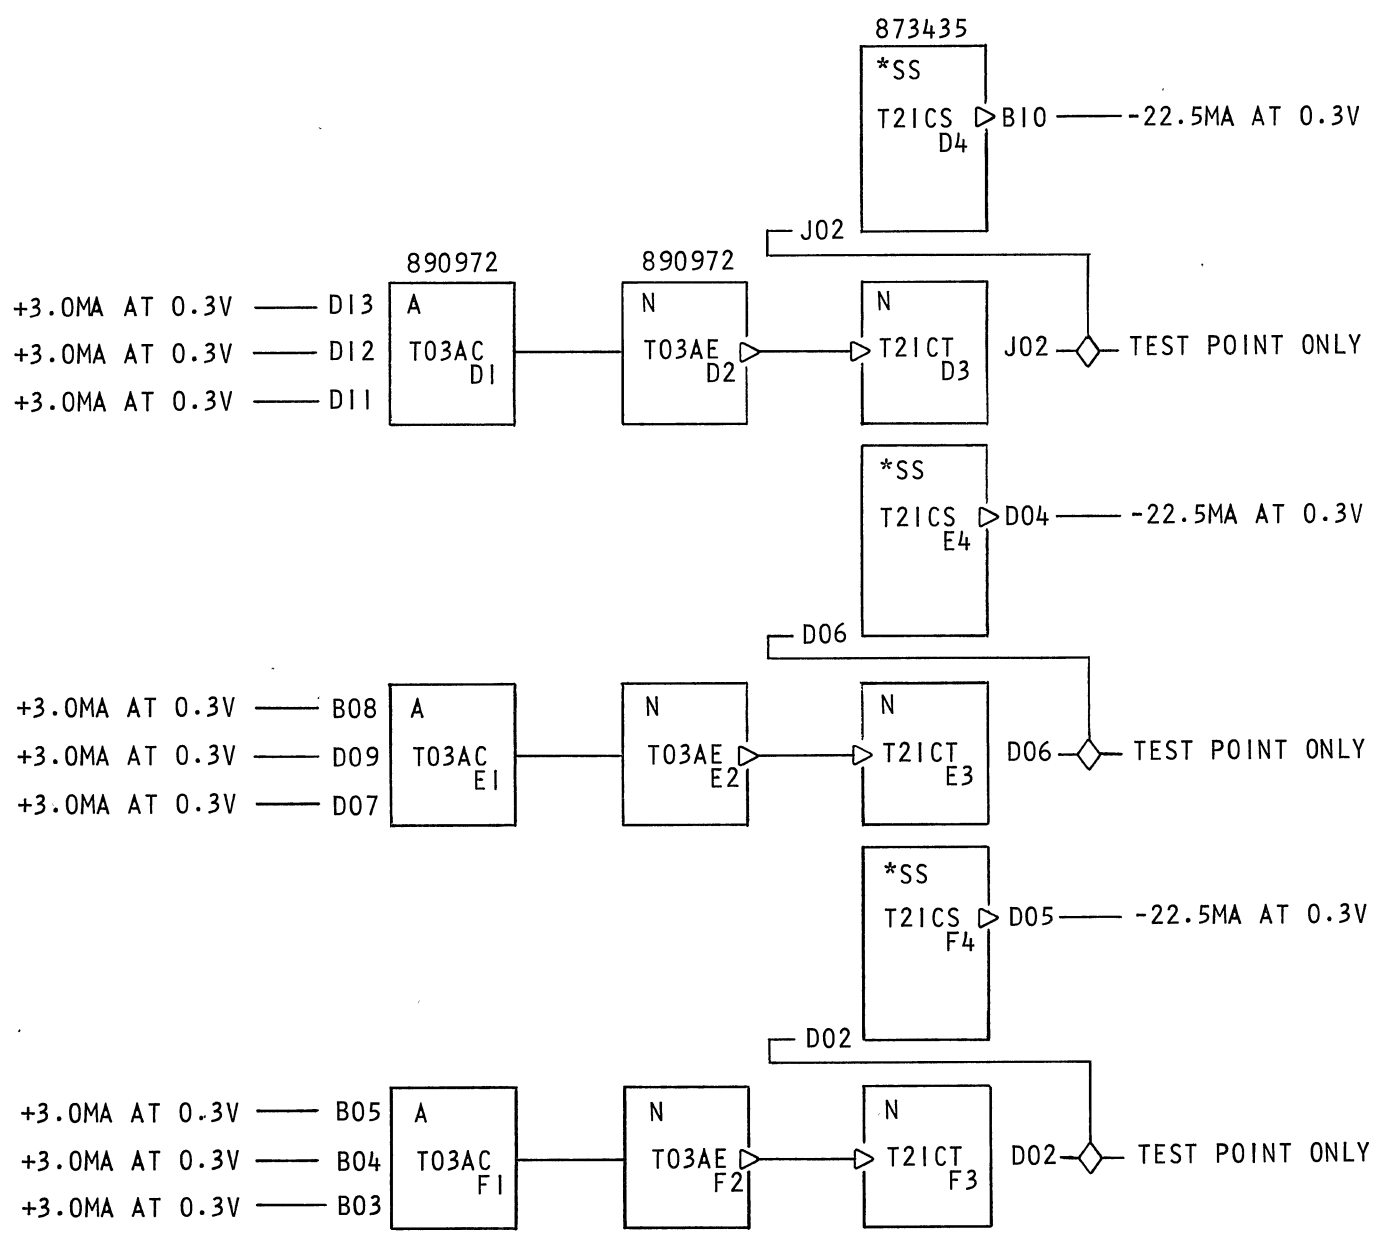 873435
*SS
T21CS B10 -22.5MA AT 0.3V
D4
J02
890972 890972
+3.0MA AT 0.3V D13 A N N
+3.0MA AT 0.3V D12 T03AC T03AE T21CT J02 TEST POINT ONLY
D1 D2 D3
+3.0MA AT 0.3V D11
*SS
T21CS D04 -22.5MA AT 0.3V
E4
D06
+3.0MA AT 0.3V B08 A N N
+3.0MA AT 0.3V D09 T03AC T03AE T21CT D06 TEST POINT ONLY
E1 E2 E3
+3.0MA AT 0.3V D07
*SS
T21CS D05 -22.5MA AT 0.3V
F4
D02
+3.0MA AT 0.3V B05 A N N
+3.0MA AT 0.3V B04 T03AC T03AE T21CT D02 TEST POINT ONLY
F1 F2 F3
+3.0MA AT 0.3V B03